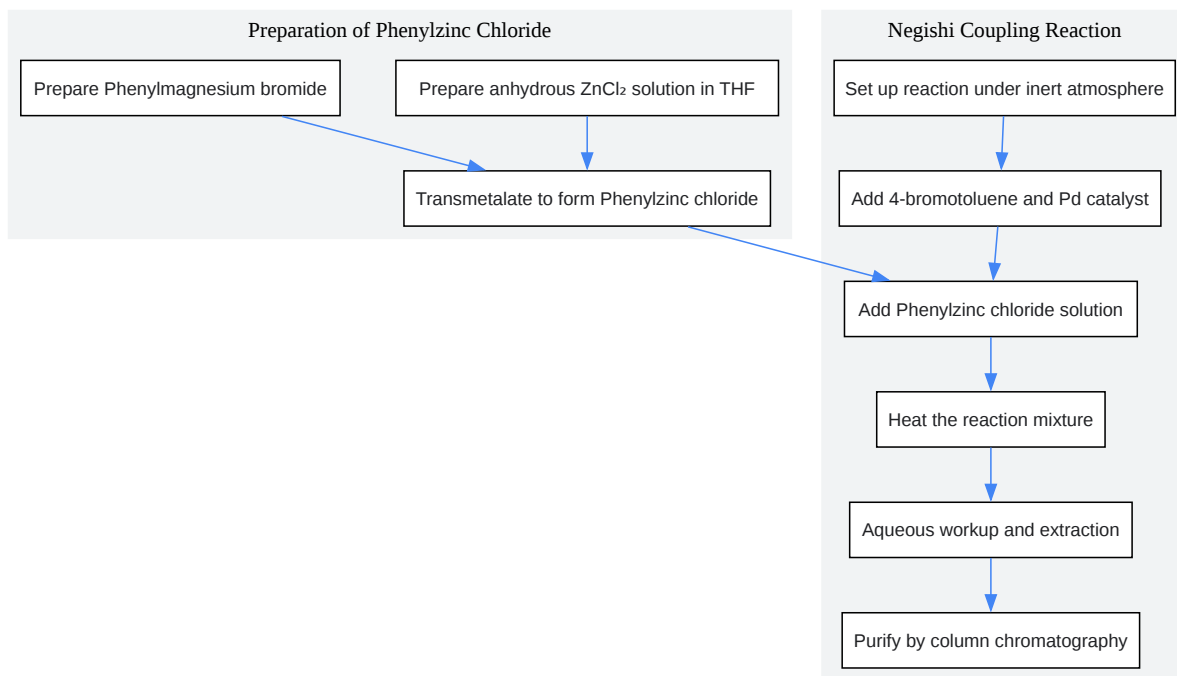 Preparation of Phenylzinc Chloride
Prepare Phenylmagnesium bromide
Prepare anhydrous ZnCl₂ solution in THF
Transmetalate to form Phenylzinc chloride
Negishi Coupling Reaction
Set up reaction under inert atmosphere
Add 4-bromotoluene and Pd catalyst
Add Phenylzinc chloride solution
Heat the reaction mixture
Aqueous workup and extraction
Purify by column chromatography